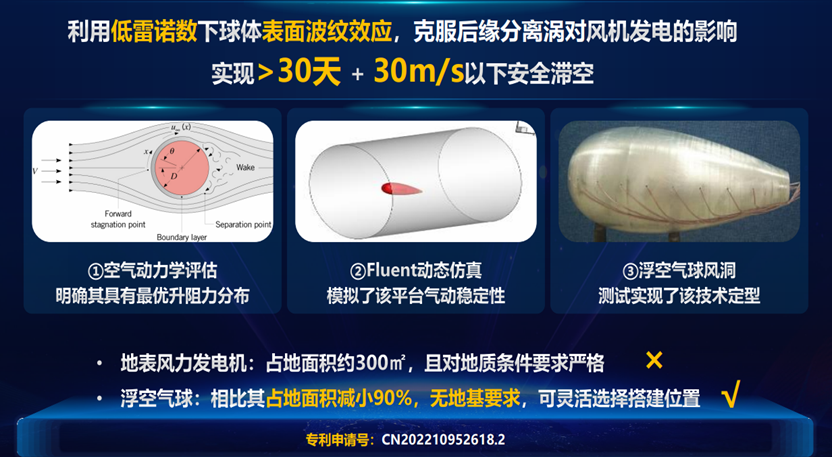 利用低雷诺数下球体表面波纹效应，克服后缘分离涡对风机发电的影响
实现>30天 + 30m/s以下安全滞空
u∞ (x)
x
θ
V
D
Wake
Forward
stagnation point
Separation point
Boundary layer
①空气动力学评估
明确其具有最优升阻力分布
②Fluent动态仿真
模拟了该平台气动稳定性
③浮空气球风洞
测试实现了该技术定型
• 地表风力发电机：占地面积约300㎡，且对地质条件要求严格 ×
• 浮空气球：相比其占地面积减小90%，无地基要求，可灵活选择搭建位置 √
专利申请号：CN202210952618.2